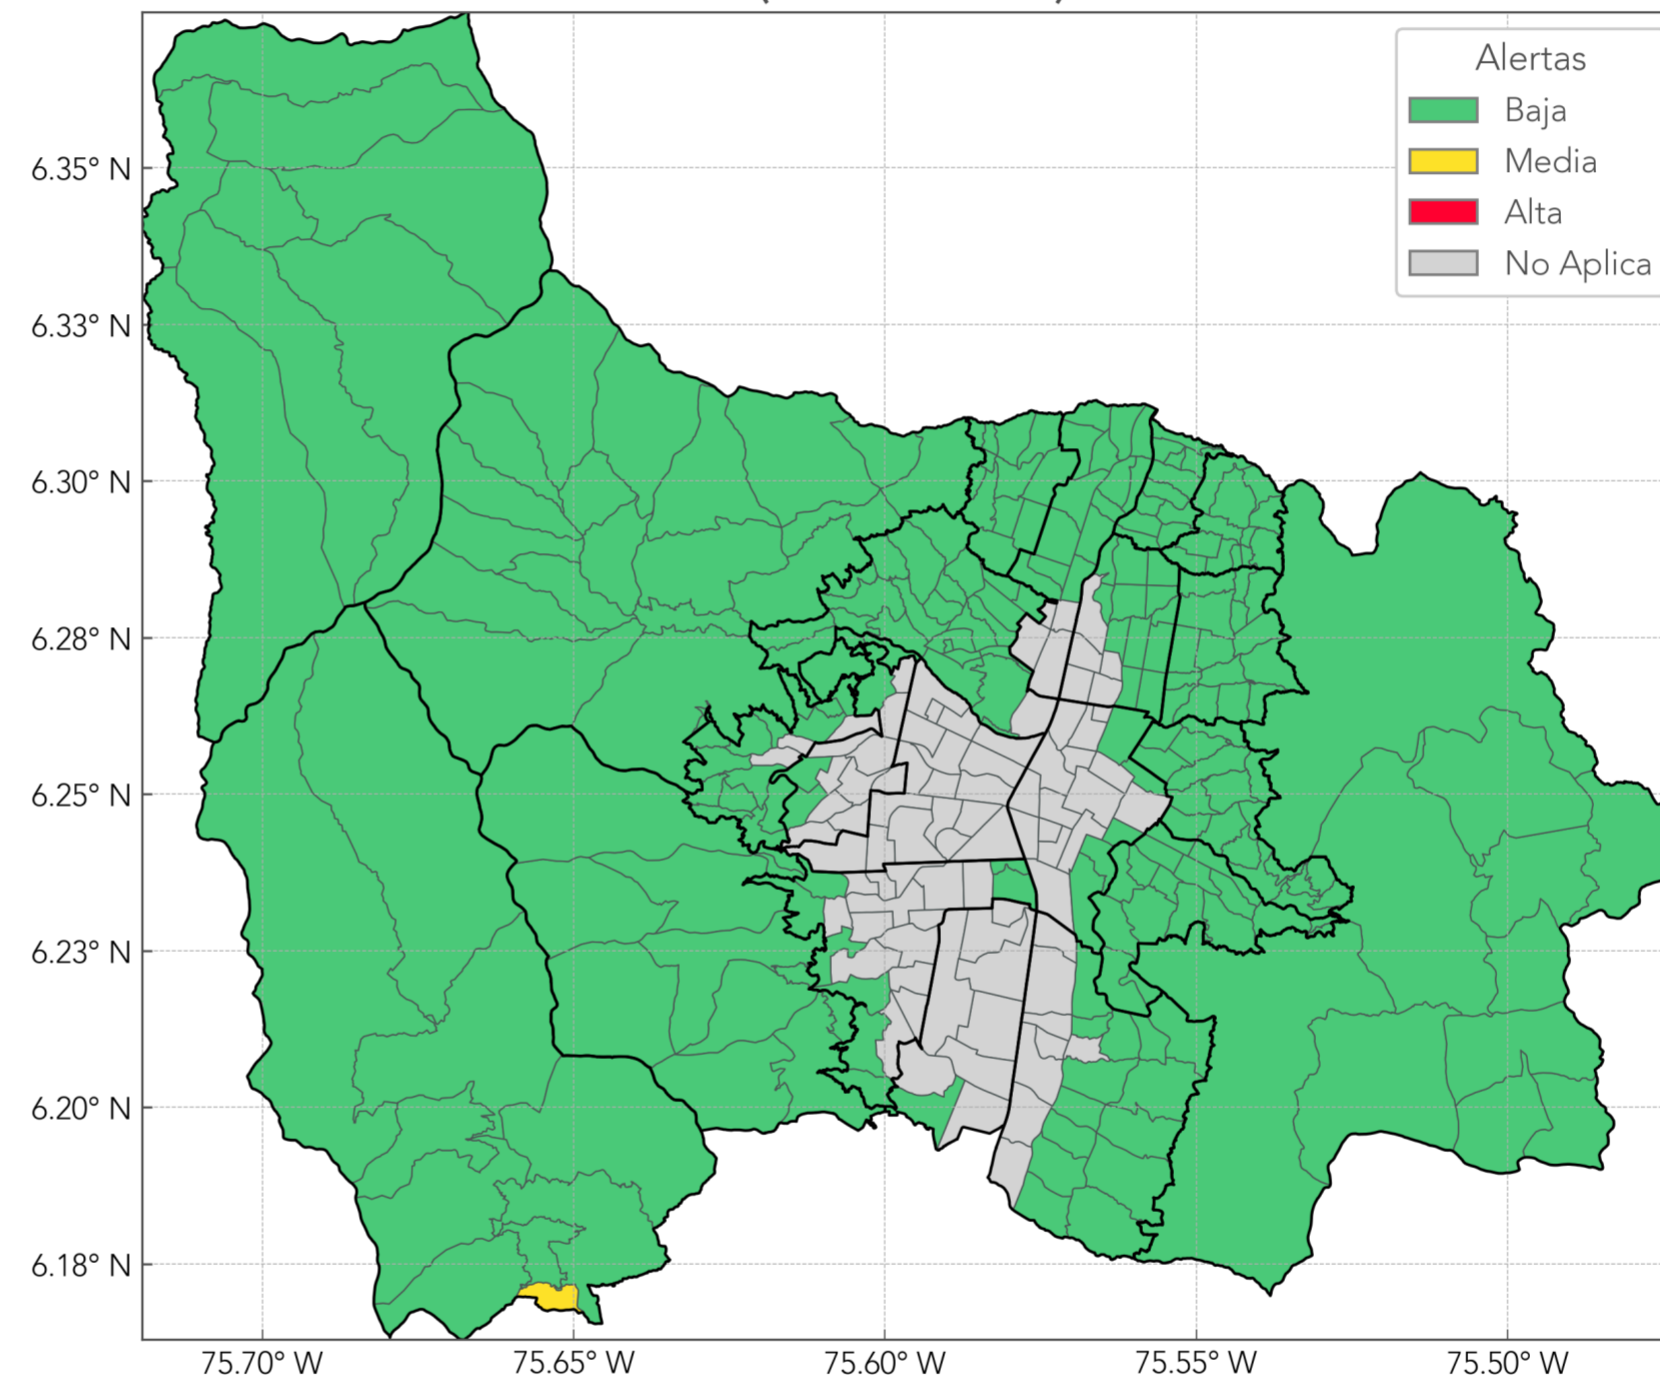 Alertas
Baja
Media
Alta
No Aplica
6.35° N
6.33° N
6.30° N
6.28° N
6.25° N
6.23° N
6.20° N
6.18° N
75.70° W 75.65° W 75.60° W 75.55° W 75.50° W